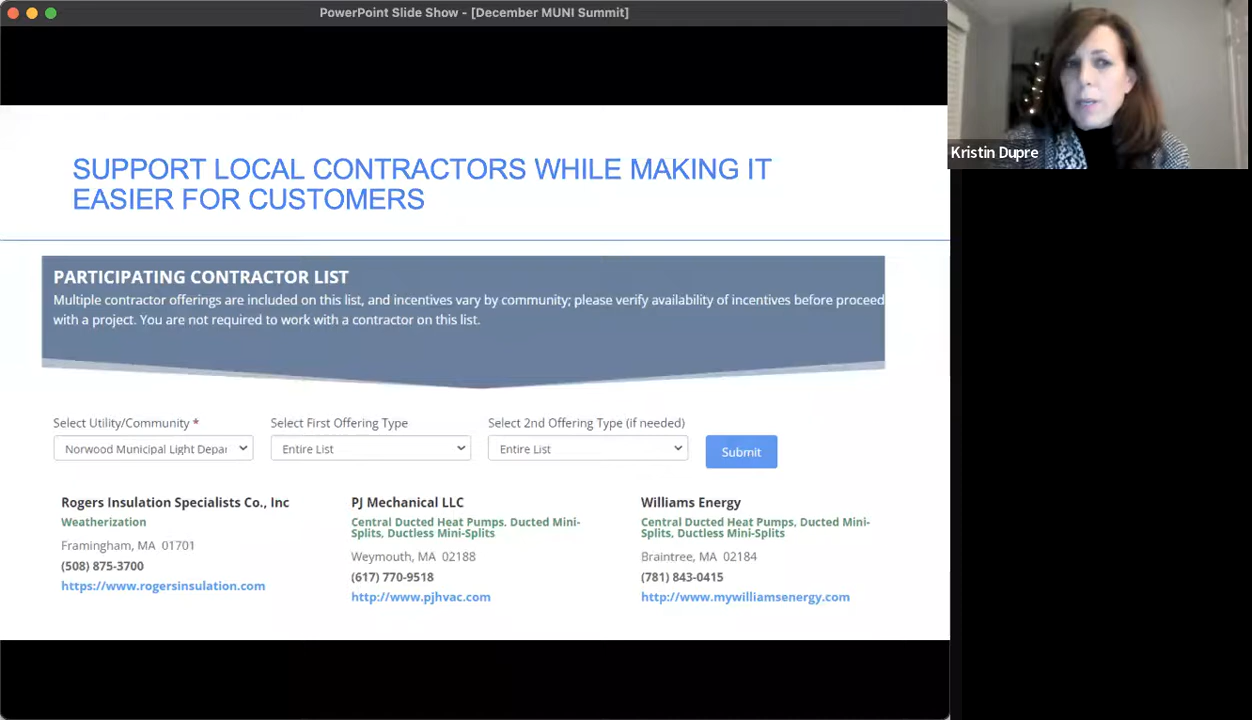 PowerPoint Slide Show - [December MUNI Summit]
Kristin Dupre
SUPPORT LOCAL CONTRACTORS WHILE MAKING IT
EASIER FOR CUSTOMERS
PARTICIPATING CONTRACTOR LIST
Multiple contractor offerings are included on this list, and incentives vary by community; please verify availability of incentives before proceed
with a project. You are not required to work with a contractor on this list.
Select Utility/Community *
Select First Offering Type
Select 2nd Offering Type (if needed)
Norwood Municipal Light Depar
Entire List
Entire List
Submit
Rogers Insulation Specialists Co., Inc
Weatherization
Framingham, MA 01701
(508) 875-3700
https://www.rogersinsulation.com
PJ Mechanical LLC
Central Ducted Heat Pumps, Ducted Mini-
Splits, Ductless Mini-Splits
Weymouth, MA 02188
(617) 770-9518
http://www.pjhvac.com
Williams Energy
Central Ducted Heat Pumps, Ducted Mini-
Splits, Ductless Mini-Splits
Braintree, MA 02184
(781) 843-0415
http://www.mywilliamsenergy.com